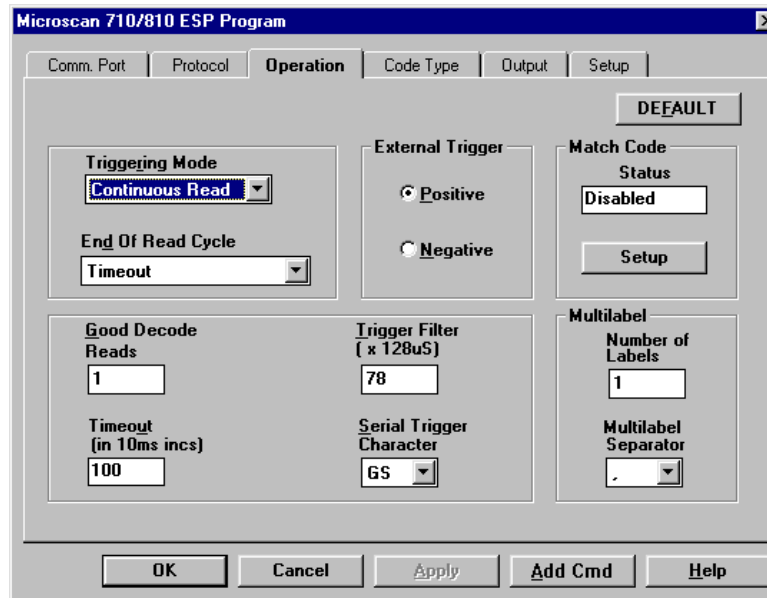 Microscan 710/810 ESP Program
Comm. Port
Protocol
Operation
Code Type
Output
Setup
DEFAULT
Triggering Mode
Continuous Read
End Of Read Cycle
Timeout
External Trigger
Positive
Negative
Match Code
Status
Disabled
Setup
Good Decode
Reads
1
Trigger Filter
( x 128uS)
78
Timeout
(in 10ms incs)
100
Serial Trigger
Character
GS
Multilabel
Number of
Labels
1
Multilabel
Separator
,
OK
Cancel
Apply
Add Cmd
Help